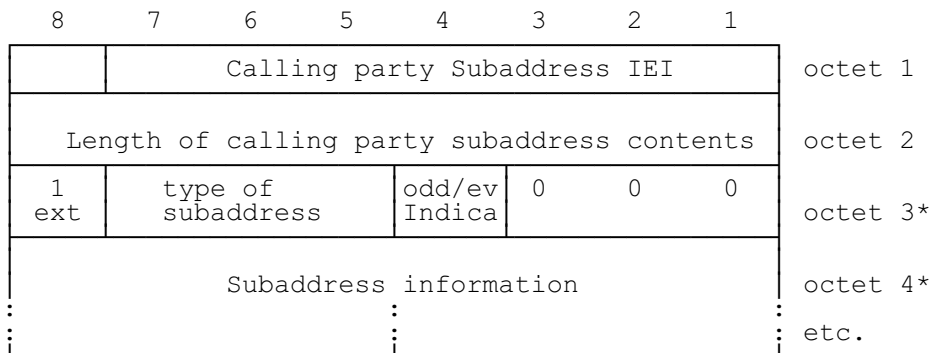 8 7 6 5 4 3 2 1
Calling party Subaddress IEI octet 1
Length of calling party subaddress contents octet 2
1 type of odd/ev 0 0 0
ext subaddress Indica octet 3*
Subaddress information octet 4*
: : :
: : : etc.